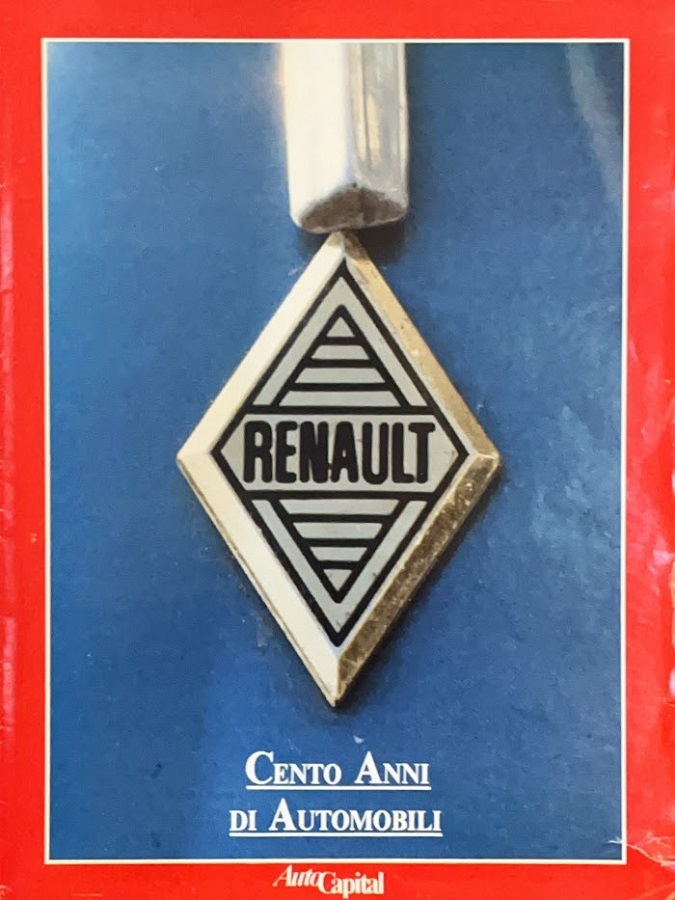 RENAULT
CENTO ANNI
DI AUTOMOBILI
AutoCapital